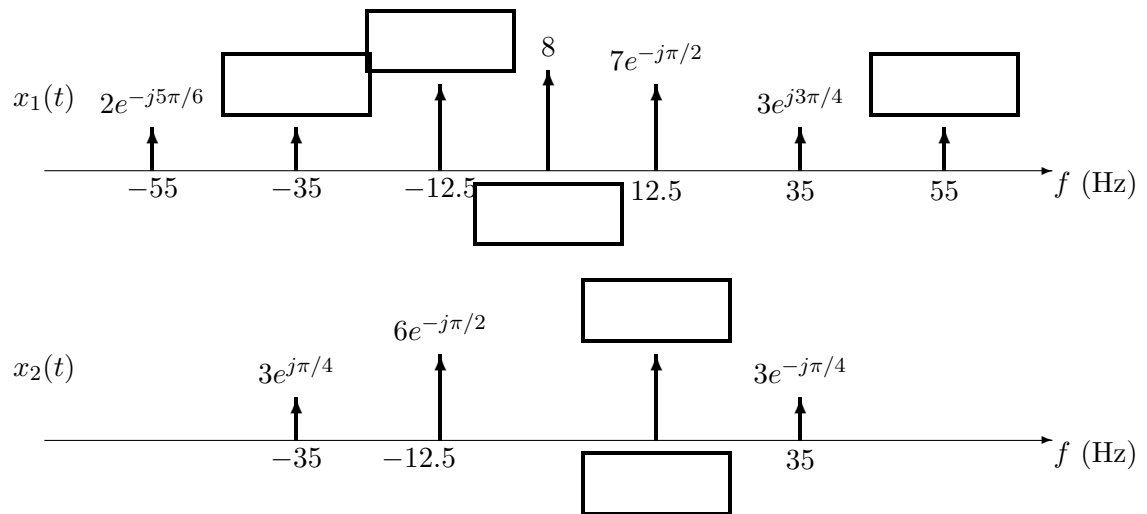 8 7e^{-jπ/2}
x_1(t) 2e^{-j5π/6} 3e^{j3π/4}
−55 −35 −12.5 12.5 35 55 f (Hz)
6e^{-jπ/2}
x_2(t) 3e^{jπ/4} 3e^{-jπ/4}
−35 −12.5 35 f (Hz)